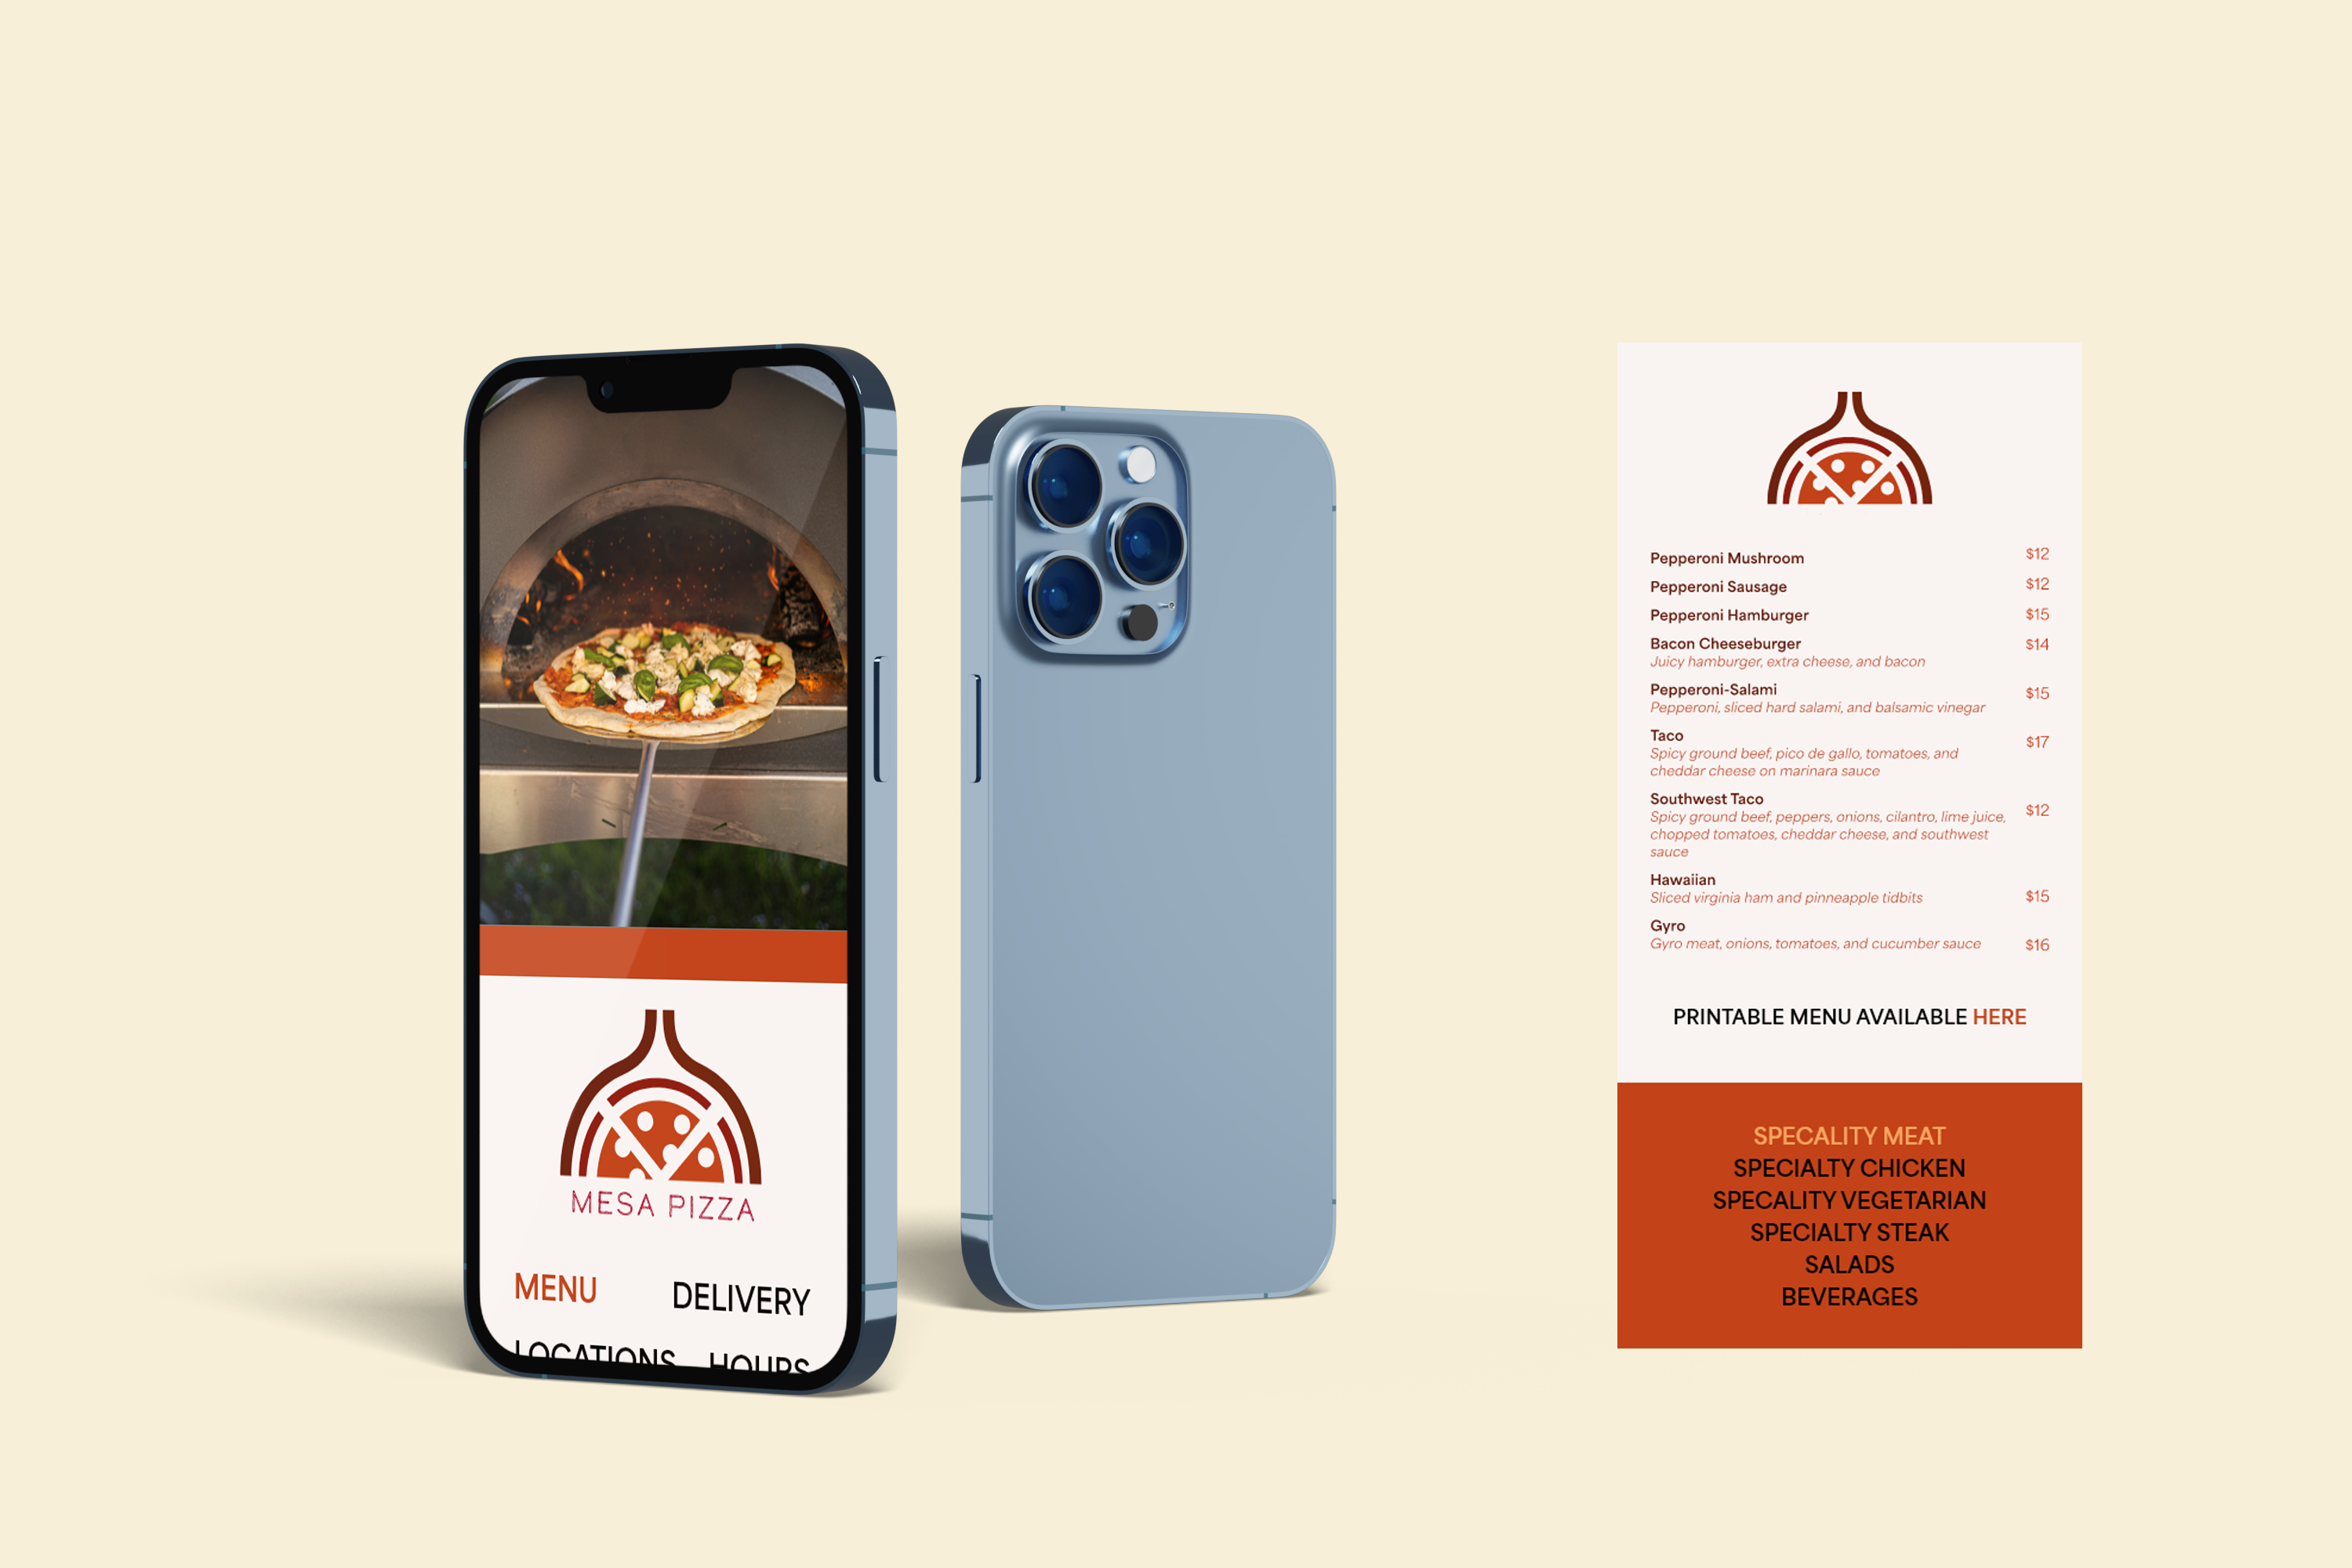 MESA PIZZA
MENU DELIVERY
LOCATIONS HOURS
Pepperoni Mushroom $12
Pepperoni Sausage $12
Pepperoni Hamburger $15
Bacon Cheeseburger $14
Juicy hamburger, extra cheese, and bacon
Pepperoni-Salami $15
Pepperoni, sliced hard salami, and balsamic vinegar
Taco $17
Spicy ground beef, pico de gallo, tomatoes, and
cheddar cheese on marinara sauce
Southwest Taco $12
Spicy ground beef, peppers, onions, cilantro, lime juice,
chopped tomatoes, cheddar cheese, and southwest
sauce
Hawaiian
Sliced virginia ham and pinneapple tidbits $15
Gyro
Gyro meat, onions, tomatoes, and cucumber sauce $16
PRINTABLE MENU AVAILABLE HERE
SPECALITY MEAT
SPECIALTY CHICKEN
SPECALITY VEGETARIAN
SPECIALTY STEAK
SALADS
BEVERAGES